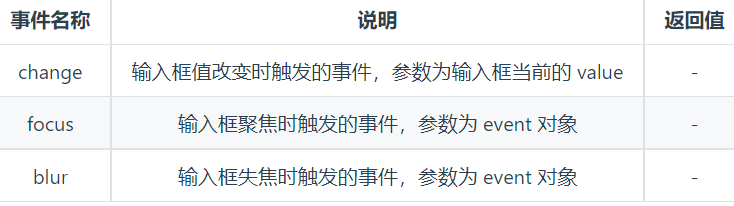 事件名称 说明 返回值
change 输入框值改变时触发的事件，参数为输入框当前的 value -
focus 输入框聚焦时触发的事件，参数为 event 对象 -
blur 输入框失焦时触发的事件，参数为 event 对象 -